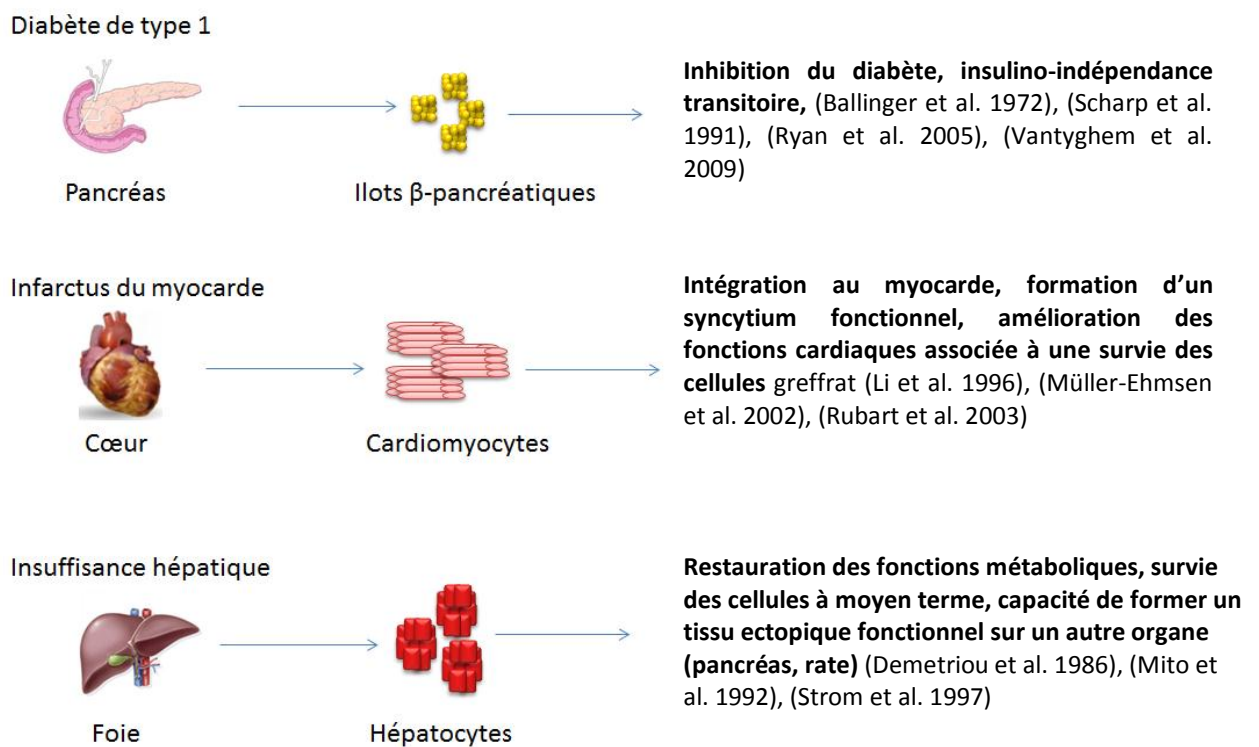 Diabète de type 1
Pancréas
Ilots β-pancréatiques
Inhibition du diabète, insulino-indépendance
transitoire, (Ballinger et al. 1972), (Scharp et al.
1991), (Ryan et al. 2005), (Vantyghem et al.
2009)
Infarctus du myocarde
Cœur
Cardiomyocytes
Intégration au myocarde, formation d’un
syncytium fonctionnel, amélioration des
fonctions cardiaques associée à une survie des
cellules greffrat (Li et al. 1996), (Müller-Ehmsen
et al. 2002), (Rubart et al. 2003)
Insuffisance hépatique
Foie
Hépatocytes
Restauration des fonctions métaboliques, survie
des cellules à moyen terme, capacité de former un
tissu ectopique fonctionnel sur un autre organe
(pancréas, rate) (Demetriou et al. 1986), (Mito et
al. 1992), (Strom et al. 1997)